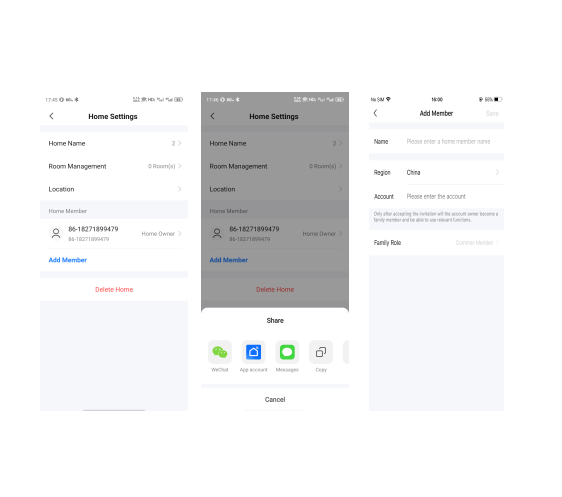 17:45
Home Settings
Home Name
2
Room Management
0 Room(s)
Location
Home Member
86-18271899479
86-18271899479
Home Owner
Add Member
Delete Home
17:45
Home Settings
Home Name
2
Room Management
0 Room(s)
Location
Home Member
86-18271899479
86-18271899479
Home Owner
Add Member
Delete Home
Share
WeChat
App account
Messages
Copy
Cancel
No SIM
16:00
66%
Add Member
Save
Name
Please enter a home member name
Region
China
Account
Please enter the account
Only after accepting the invitation will the account owner become a
family member and be able to use relevant functions.
Family Role
Common Member